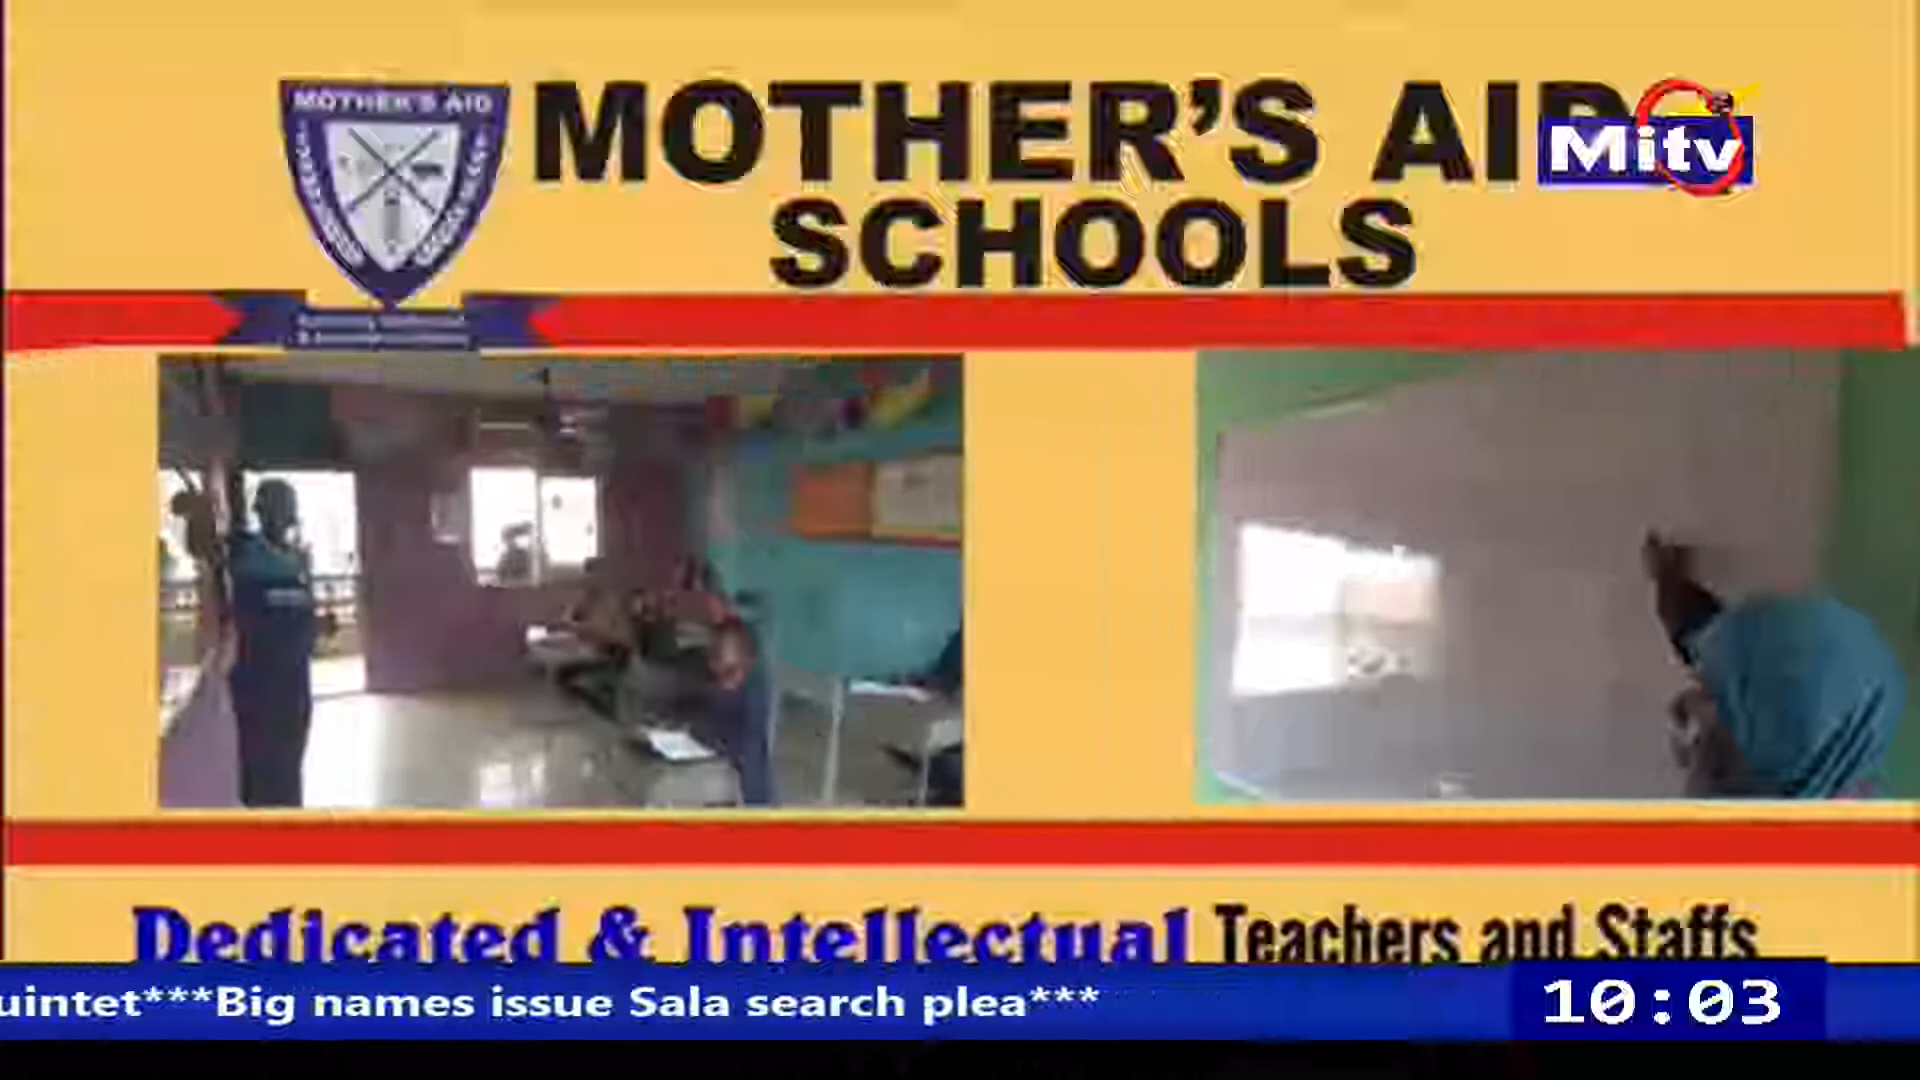 MOTHER'S AID
MOTHER'S AID
Mitv
SCHOOLS
Dedicated & Intellectual Teachers and Staffs
uintet***Big names issue Sala search plea***
10:03